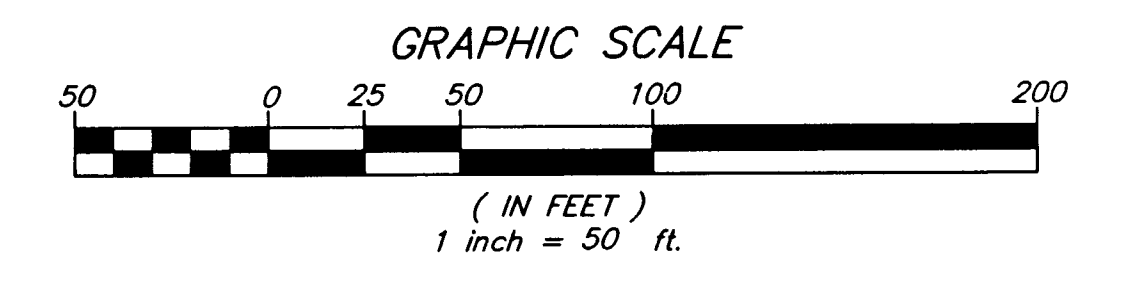 GRAPHIC SCALE
50 0 25 50 100 200
( IN FEET )
1 inch = 50 ft.